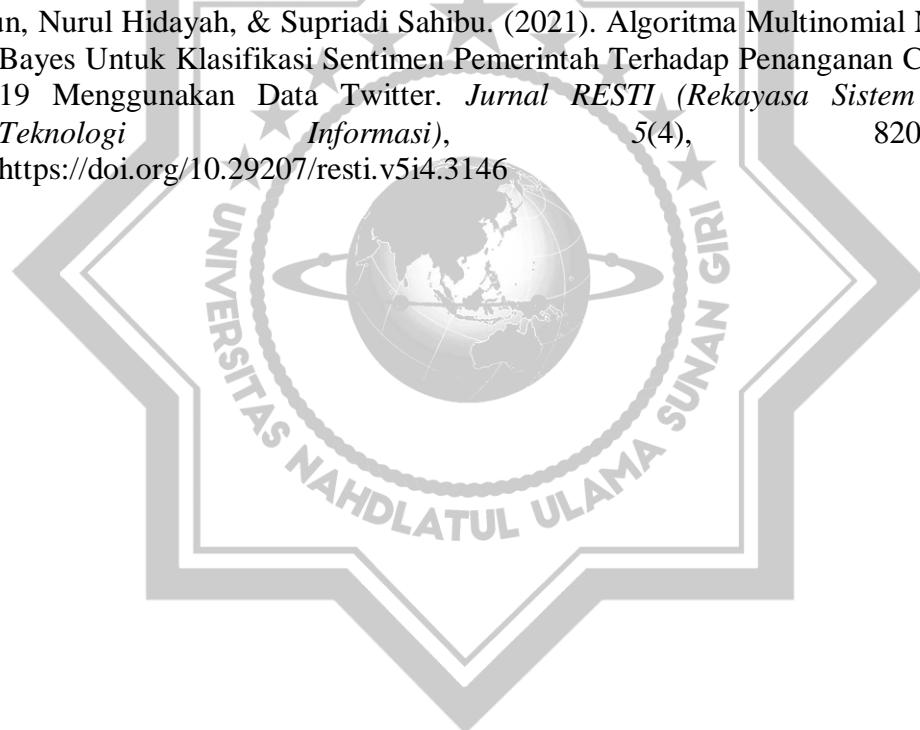 un, Nurul Hidayah, & Supriadi Sahibu. (2021). Algoritma Multinomial
Bayes Untuk Klasifikasi Sentimen Pemerintah Terhadap Penanganan C
19 Menggunakan Data Twitter. Jurnal RESTI (Rekayasa Sistem
Teknologi Informasi), 5(4), 820
https://doi.org/10.29207/resti.v5i4.3146
UNIVERSITAS NAHDLATUL ULAMA SUNAN GIRI